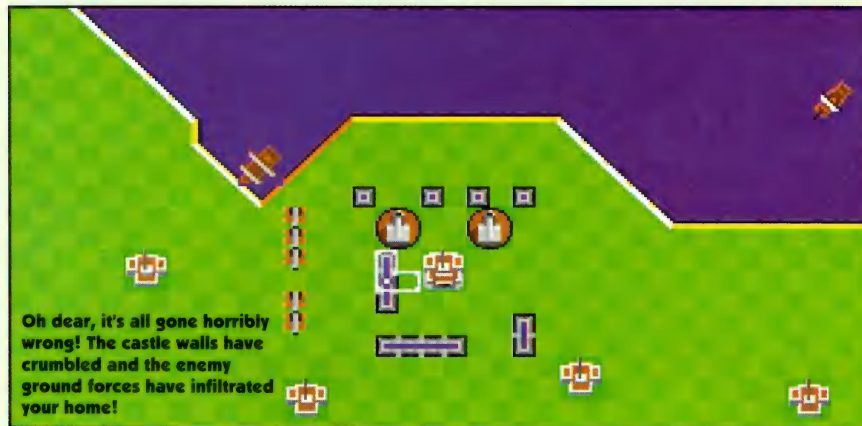 Oh dear, it's all gone horribly
wrong! The castle walls have
crumbled and the enemy
ground forces have infiltrated
your home!